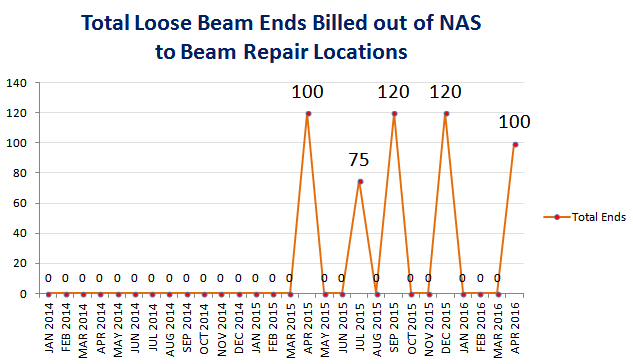 Total Loose Beam Ends Billed out of NAS
to Beam Repair Locations
140
120
100
80
60
40
20
0
100
120
120
100
75
0 0 0 0 0 0 0 0 0 0 0 0 0 0 0 0 0 0 0 0 0 0 0
JAN 2014
FEB 2014
MAR 2014
APR 2014
MAY 2014
JUN 2014
JUL 2014
AUG 2014
SEP 2014
OCT 2014
NOV 2014
DEC 2014
JAN 2015
FEB 2015
MAR 2015
APR 2015
MAY 2015
JUN 2015
JUL 2015
AUG 2015
SEP 2015
OCT 2015
NOV 2015
DEC 2015
JAN 2016
FEB 2016
MAR 2016
APR 2016
Total Ends